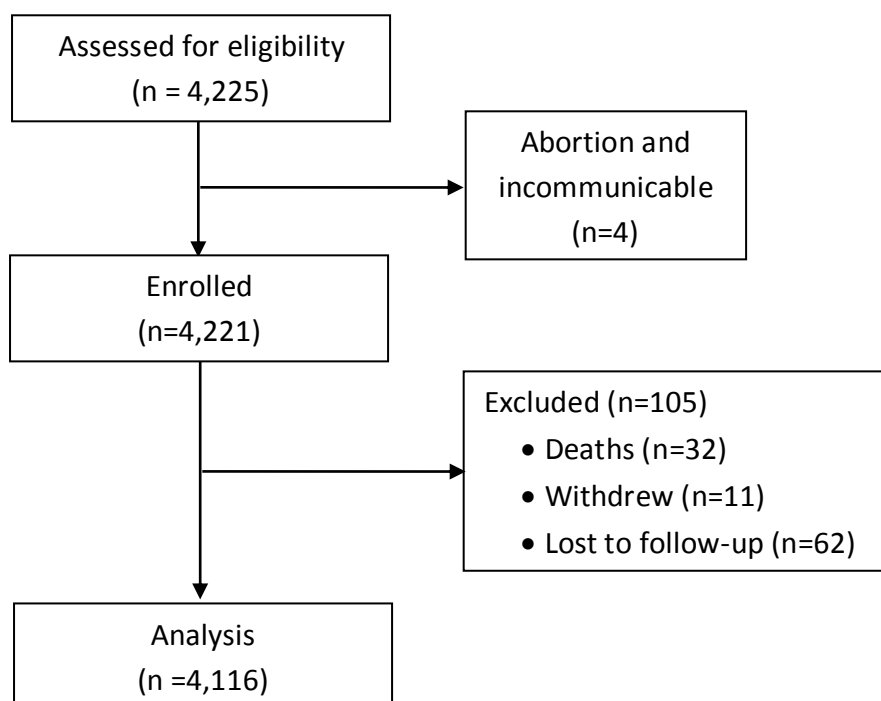 Assessed for eligibility
(n = 4,225)
Abortion and
incommunicable
(n=4)
Enrolled
(n=4,221)
Excluded (n=105)
• Deaths (n=32)
• Withdrew (n=11)
• Lost to follow-up (n=62)
Analysis
(n =4,116)